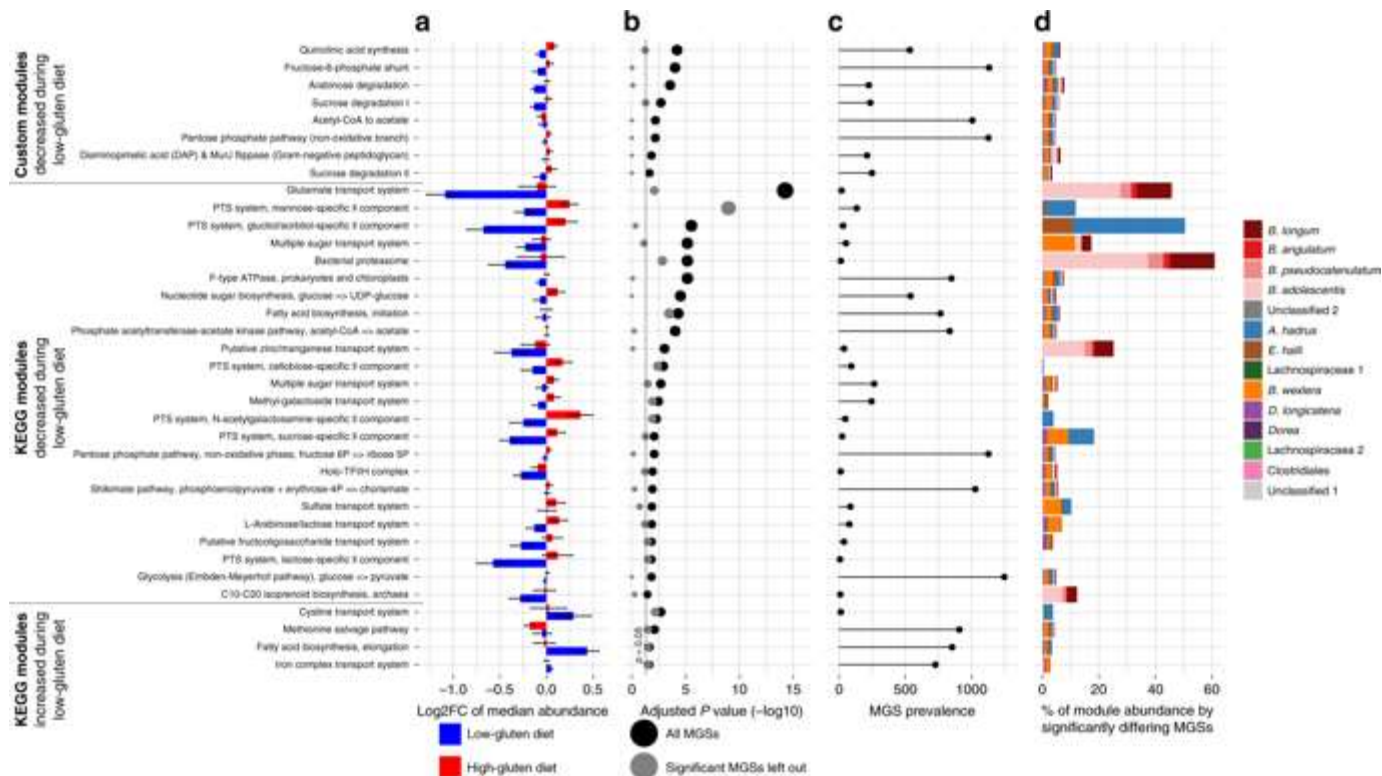 a b c d
Custom modules
decreased during
low-gluten diet
Quinolinic acid synthesis
Fructose-6-phosphate shunt
Arabinose degradation
Sucrose degradation I
Acetyl-CoA to acetate
Pentose phosphate pathway (non-oxidative branch)
Diaminopimelic acid (DAP) & MurJ flippase (Gram-negative peptidoglycan)
Sucrose degradation II
KEGG modules
decreased during
low-gluten diet
Glutamate transport system
PTS system, mannose-specific II component
PTS system, glucitol/sorbitol-specific II component
Multiple sugar transport system
Bacterial proteasome
F-type ATPase, prokaryotes and chloroplasts
Nucleotide sugar biosynthesis, glucose => UDP-glucose
Fatty acid biosynthesis, initiation
Phosphate acetyltransferase-acetate kinase pathway, acetyl-CoA => acetate
Putative zinc/manganese transport system
PTS system, cellobiose-specific II component
Multiple sugar transport system
Methyl-galactoside transport system
PTS system, N-acetylgalactosamine-specific II component
PTS system, sucrose-specific II component
Pentose phosphate pathway, non-oxidative phase, fructose 6P => ribose 5P
Holo-TFIIH complex
Shikimate pathway, phosphoenolpyruvate + erythrose-4P => chorismate
Sulfate transport system
L-Arabinose/lactose transport system
Putative fructooligosaccharide transport system
PTS system, lactose-specific II component
Glycolysis (Embden-Meyerhof pathway), glucose => pyruvate
C10-C20 isoprenoid biosynthesis, archaea
KEGG modules
increased during
low-gluten diet
Cystine transport system
Methionine salvage pathway
Fatty acid biosynthesis, elongation
Iron complex transport system
p = 0.05
−1.0 −0.5 0.0 0.5
Log2FC of median abundance
Low-gluten diet
High-gluten diet
0 5 10 15
Adjusted P value (−log10)
All MGSs
Significant MGSs left out
0 500 1000
MGS prevalence
0 20 40 60
% of module abundance by
significantly differing MGSs
B. longum
B. angulatum
B. pseudocatenulatum
B. adolescentis
Unclassified 2
A. hadrus
E. hallii
Lachnospiraceae 1
B. wexlera
D. longicatena
Dorea
Lachnospiraceae 2
Clostridiales
Unclassified 1